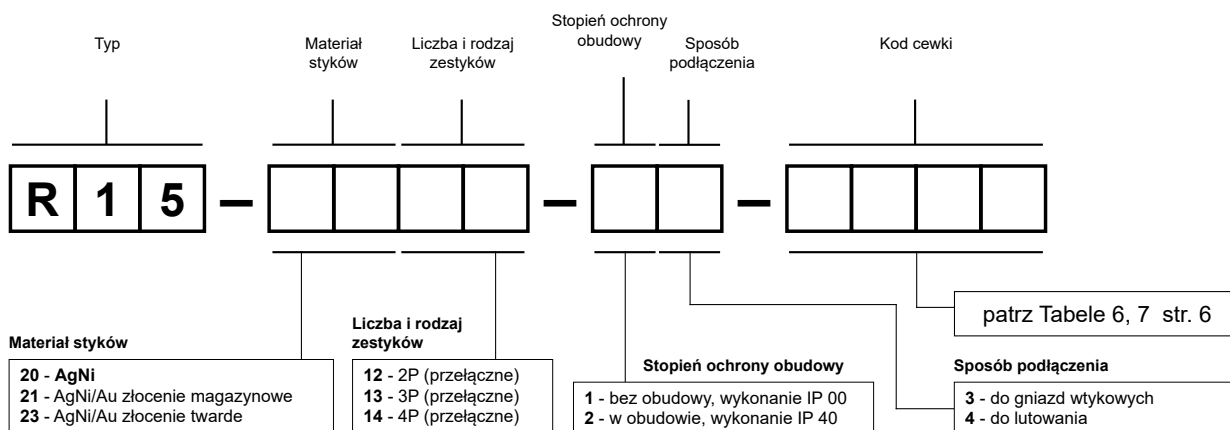 Typ
Materiał
styków
Liczba i rodzaj
zestyków
Stopień ochrony
obudowy
Sposób
podłączenia
Kod cewki
R 1 5 – – –
patrz Tabele 6, 7 str. 6
Materiał styków
20 - AgNi
21 - AgNi/Au złocenie magazynowe
23 - AgNi/Au złocenie twarde
Liczba i rodzaj
zestyków
12 - 2P (przełączne)
13 - 3P (przełączne)
14 - 4P (przełączne)
Stopień ochrony obudowy
1 - bez obudowy, wykonanie IP 00
2 - w obudowie, wykonanie IP 40
Sposób podłączenia
3 - do gniazd wtykowych
4 - do lutowania